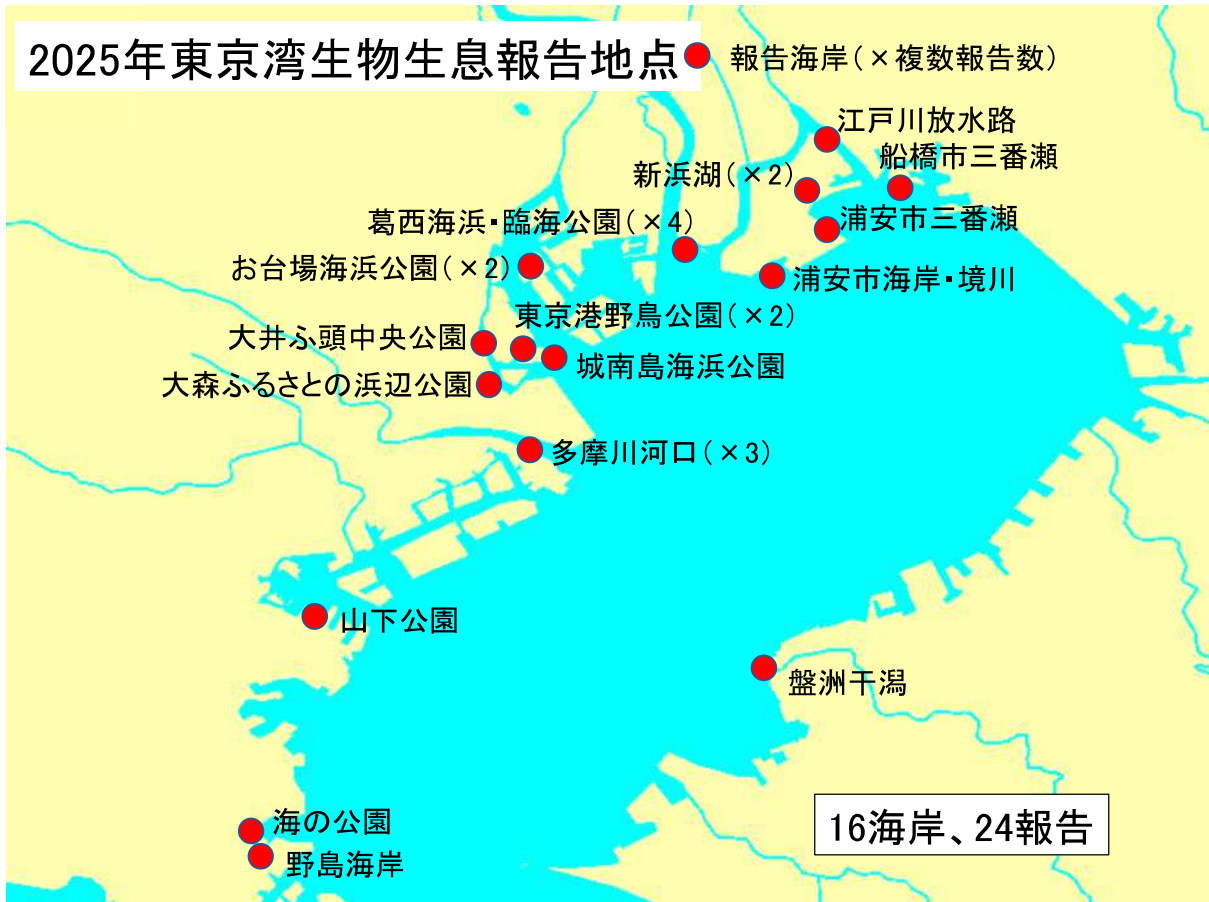 2025年東京湾生物生息報告地点
報告海岸(×複数報告数)
江戸川放水路
船橋市三番瀬
新浜湖(×2)
浦安市三番瀬
葛西海浜・臨海公園(×4)
お台場海浜公園(×2)
浦安市海岸・境川
東京港野鳥公園(×2)
大井ふ頭中央公園
城南島海浜公園
大森ふるさとの浜辺公園
多摩川河口(×3)
山下公園
盤洲干潟
海の公園
16海岸、24報告
野島海岸